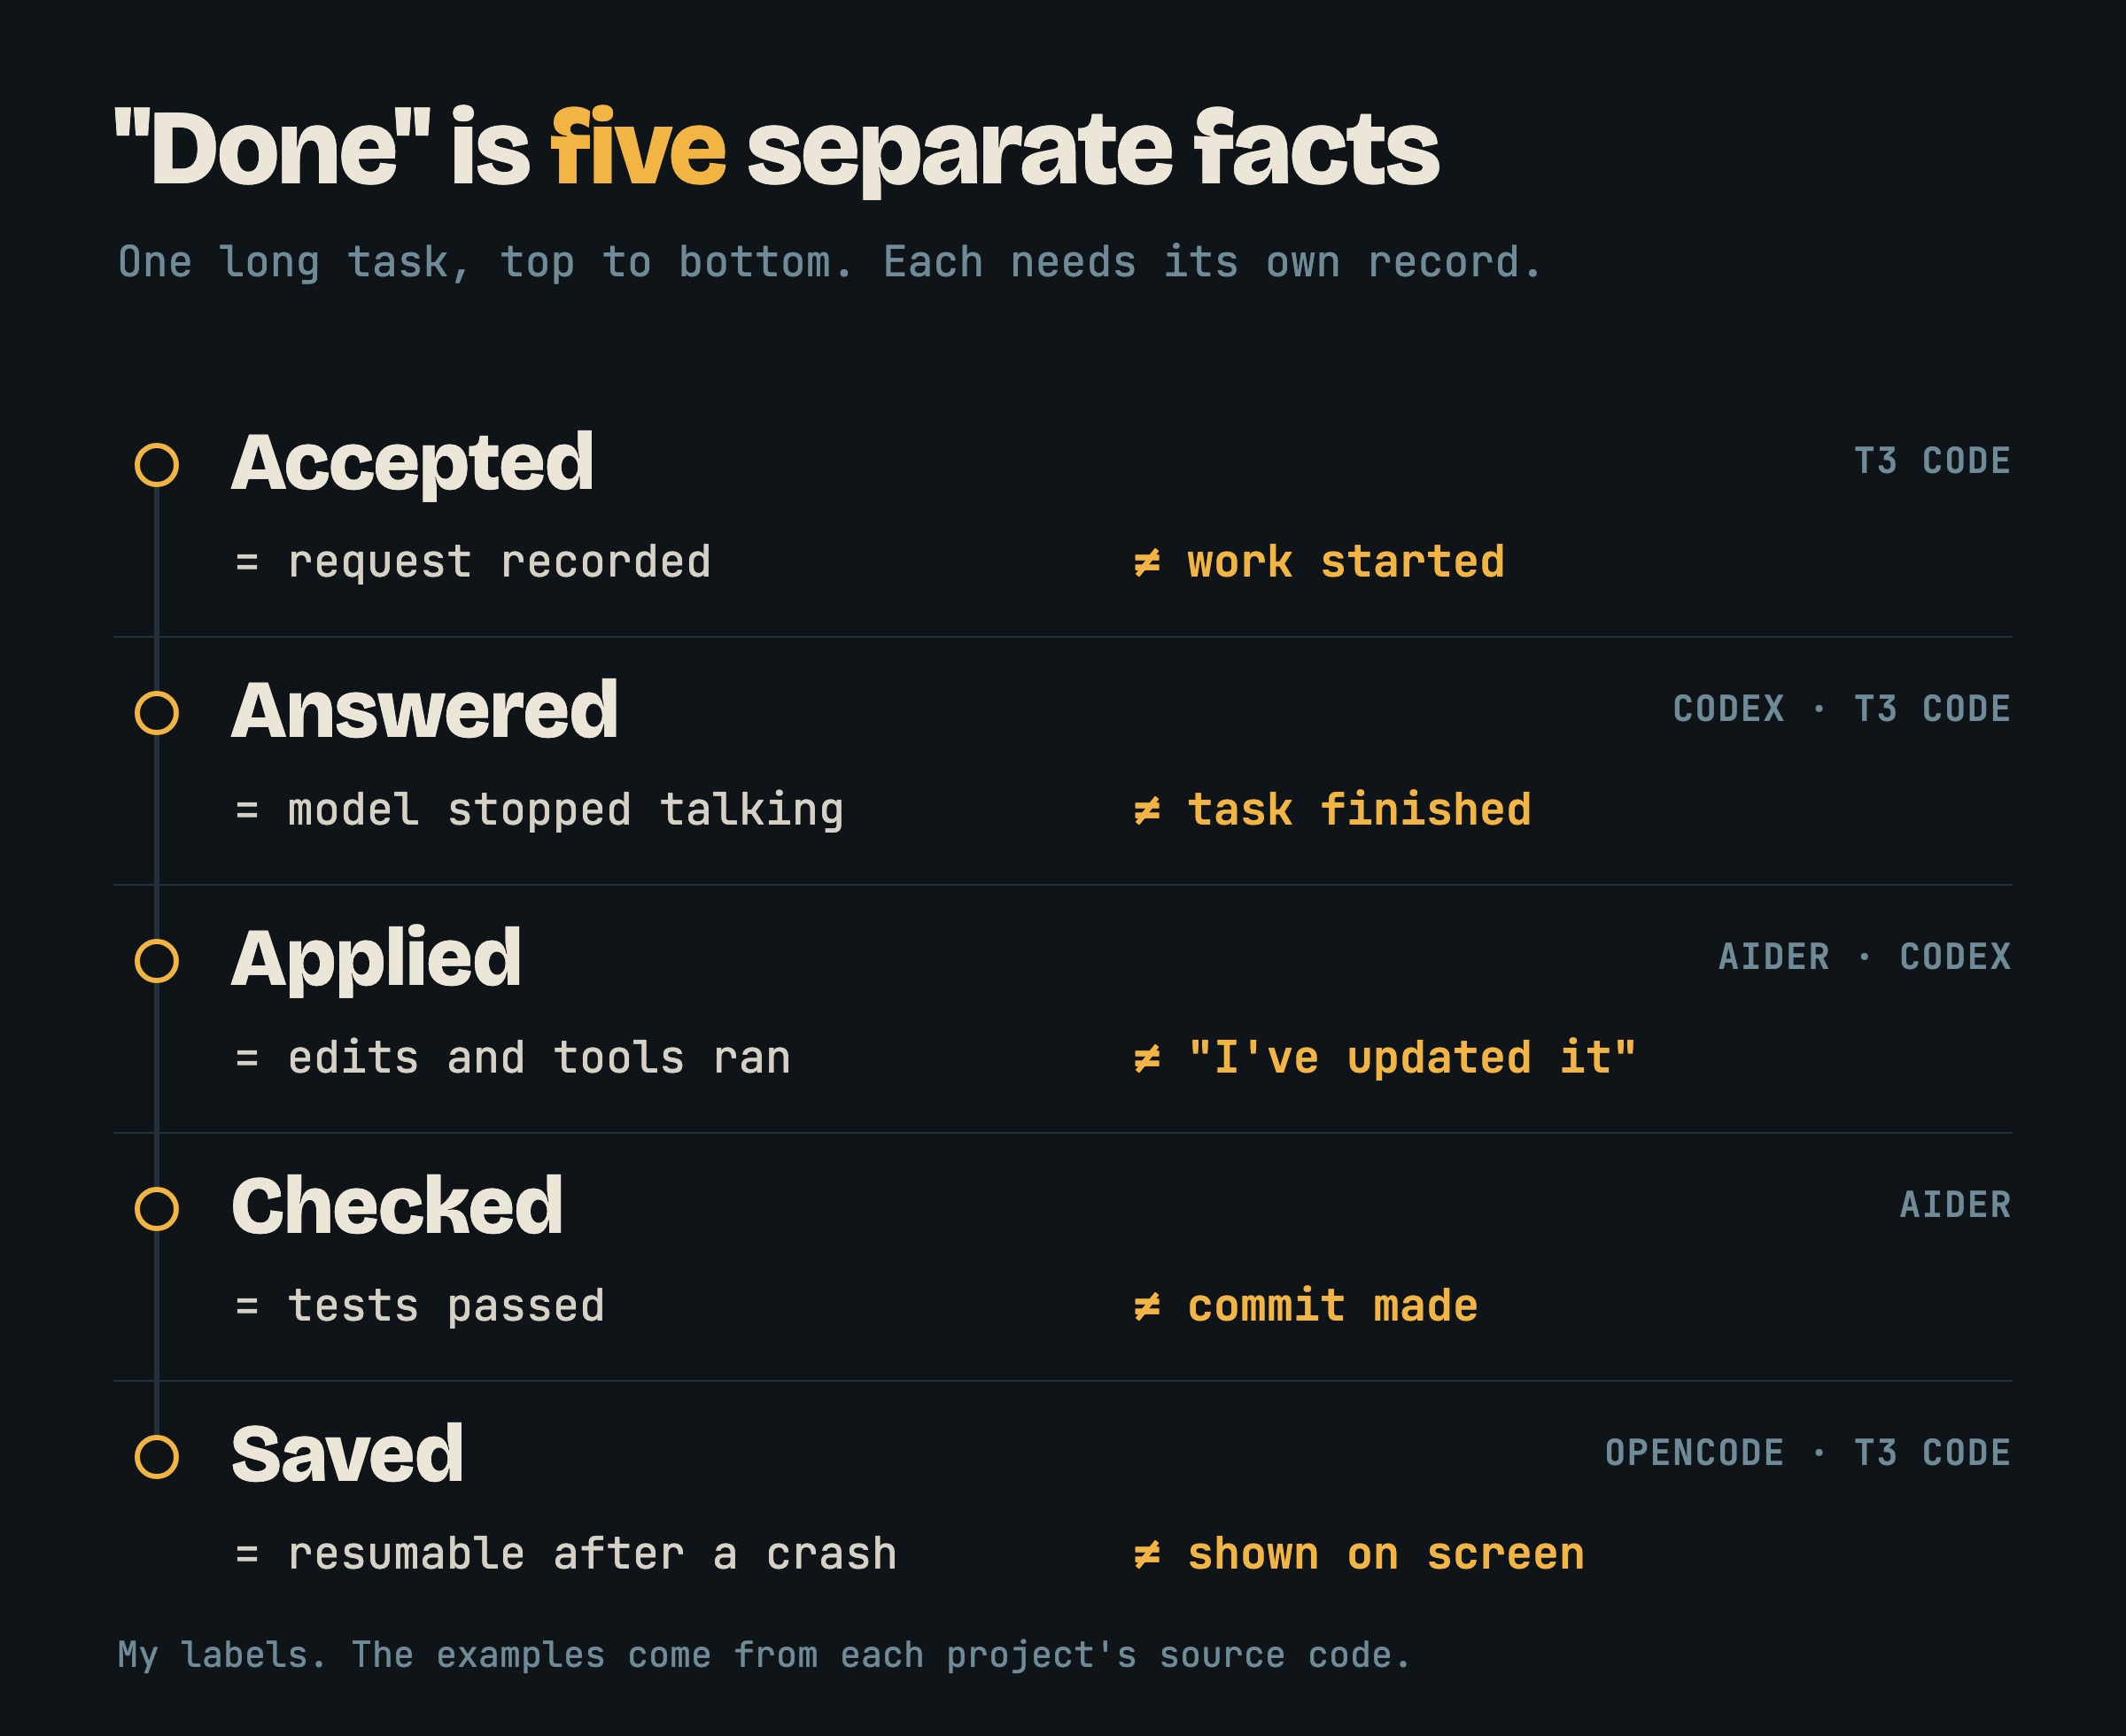 "Done" is five separate facts
One long task, top to bottom. Each needs its own record.
Accepted
T3 CODE
= request recorded
≠ work started
Answered
CODEX · T3 CODE
= model stopped talking
≠ task finished
Applied
AIDER · CODEX
= edits and tools ran
≠ "I've updated it"
Checked
AIDER
= tests passed
≠ commit made
Saved
OPENCODE · T3 CODE
= resumable after a crash
≠ shown on screen
My labels. The examples come from each project's source code.